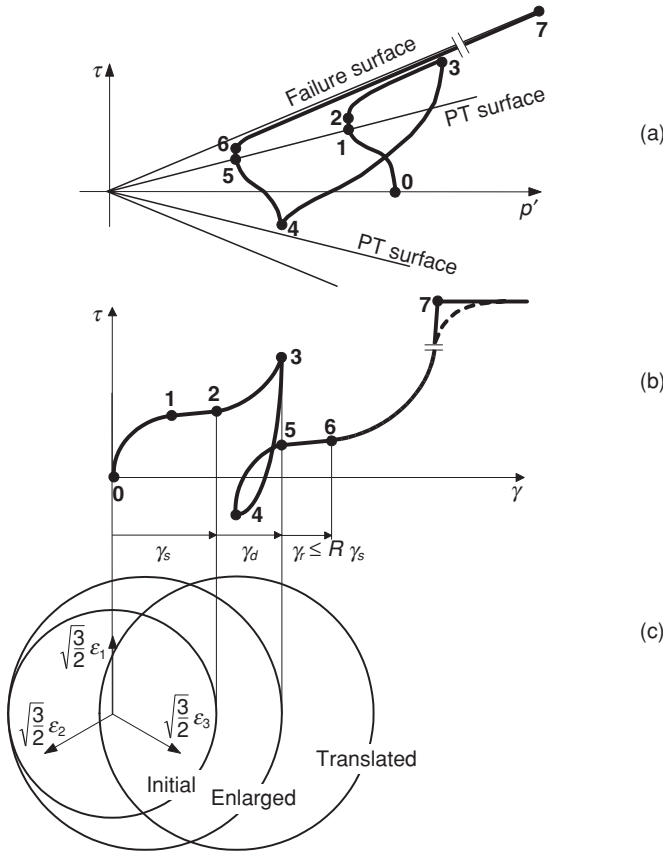 7
τ
Failure surface
3
PT surface
2
1
6
5
(a)
0
p′
4
PT surface
τ
7
3
(b)
1
2
5
6
0
4
γ
γs
γd
γr ≤ R γs
(c)
√3/2 ε1
√3/2 ε2
√3/2 ε3
Translated
Initial
Enlarged